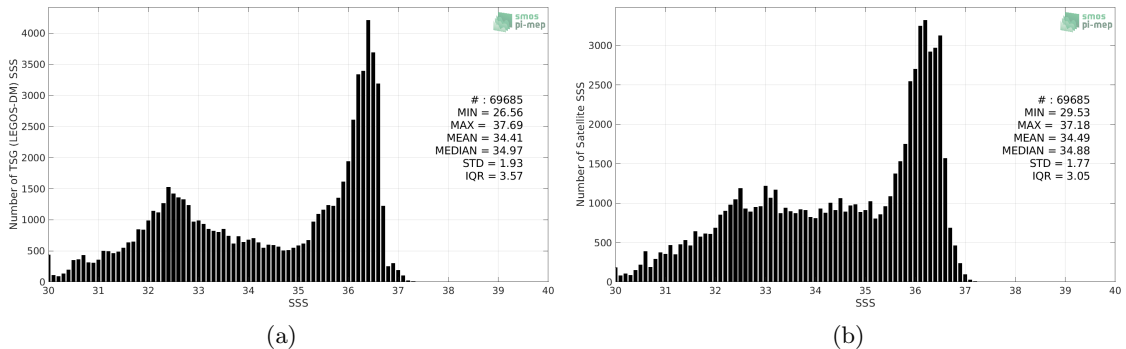 smos
pi-mep
4000
3500
3000
2500
2000
1500
1000
500
0
Number of TSG (LEGOS-DM) SSS
# : 69685
MIN = 26.56
MAX = 37.69
MEAN = 34.41
MEDIAN = 34.97
STD = 1.93
IQR = 3.57
30 31 32 33 34 35 36 37 38 39 40
SSS
(a)
smos
pi-mep
3000
2500
2000
1500
1000
500
0
Number of Satellite SSS
# : 69685
MIN = 29.53
MAX = 37.18
MEAN = 34.49
MEDIAN = 34.88
STD = 1.77
IQR = 3.05
30 31 32 33 34 35 36 37 38 39 40
SSS
(b)